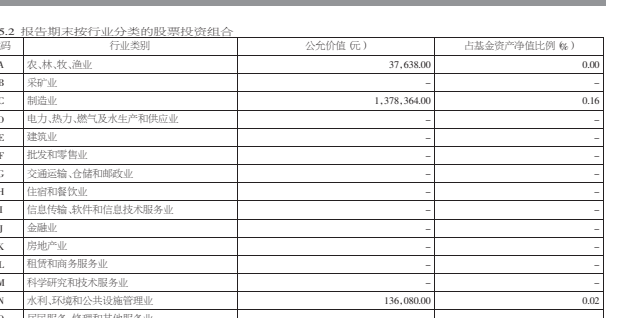 5.2 报告期末按行业分类的股票投资组合
码 行业类别 公允价值（元） 占基金资产净值比例（%）
A 农、林、牧、渔业 37,638.00 0.00
B 采矿业 – –
C 制造业 1,378,364.00 0.16
D 电力、热力、燃气及水生产和供应业 – –
E 建筑业 – –
F 批发和零售业 – –
G 交通运输、仓储和邮政业 – –
H 住宿和餐饮业 – –
I 信息传输、软件和信息技术服务业 – –
J 金融业 – –
K 房地产业 – –
L 租赁和商务服务业 – –
M 科学研究和技术服务业 – –
N 水利、环境和公共设施管理业 136,080.00 0.02